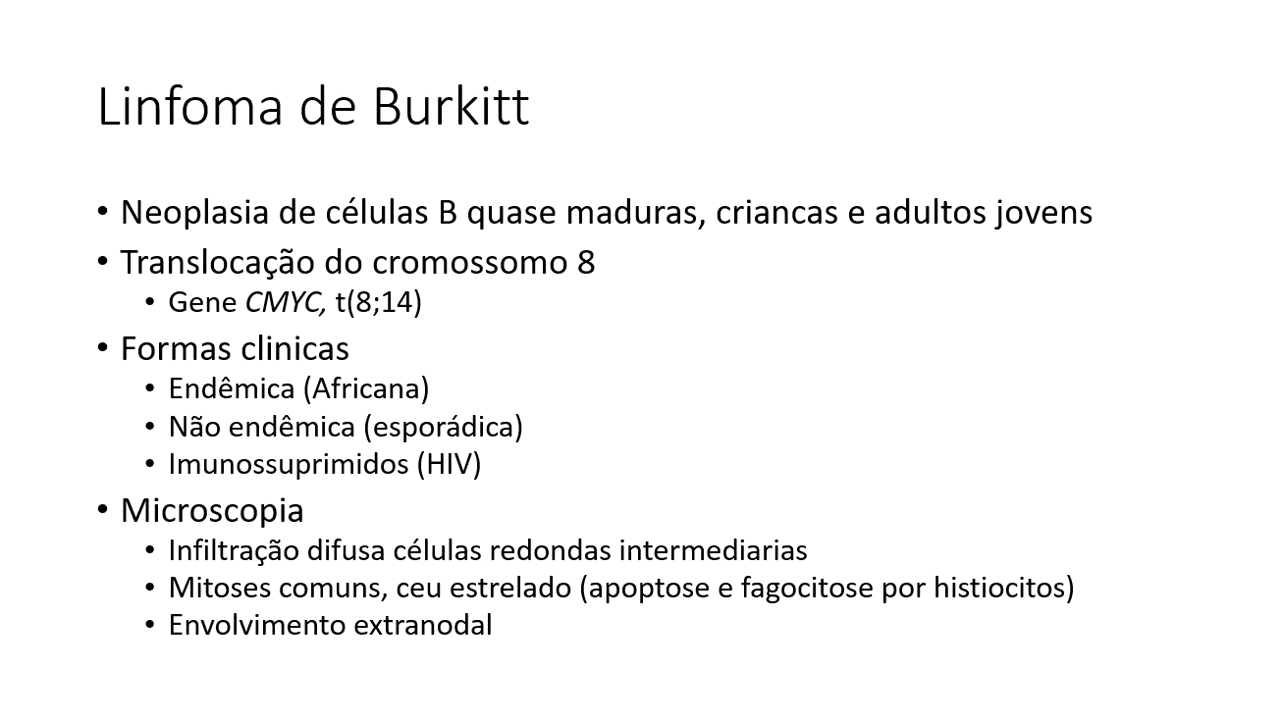 Linfoma de Burkitt
• Neoplasia de células B quase maduras, criancas e adultos jovens
• Translocação do cromossomo 8
• Gene CMYC, t(8;14)
• Formas clinicas
• Endêmica (Africana)
• Não endêmica (esporádica)
• Imunossuprimidos (HIV)
• Microscopia
• Infiltração difusa células redondas intermediarias
• Mitoses comuns, ceu estrelado (apoptose e fagocitose por histiocitos)
• Envolvimento extranodal